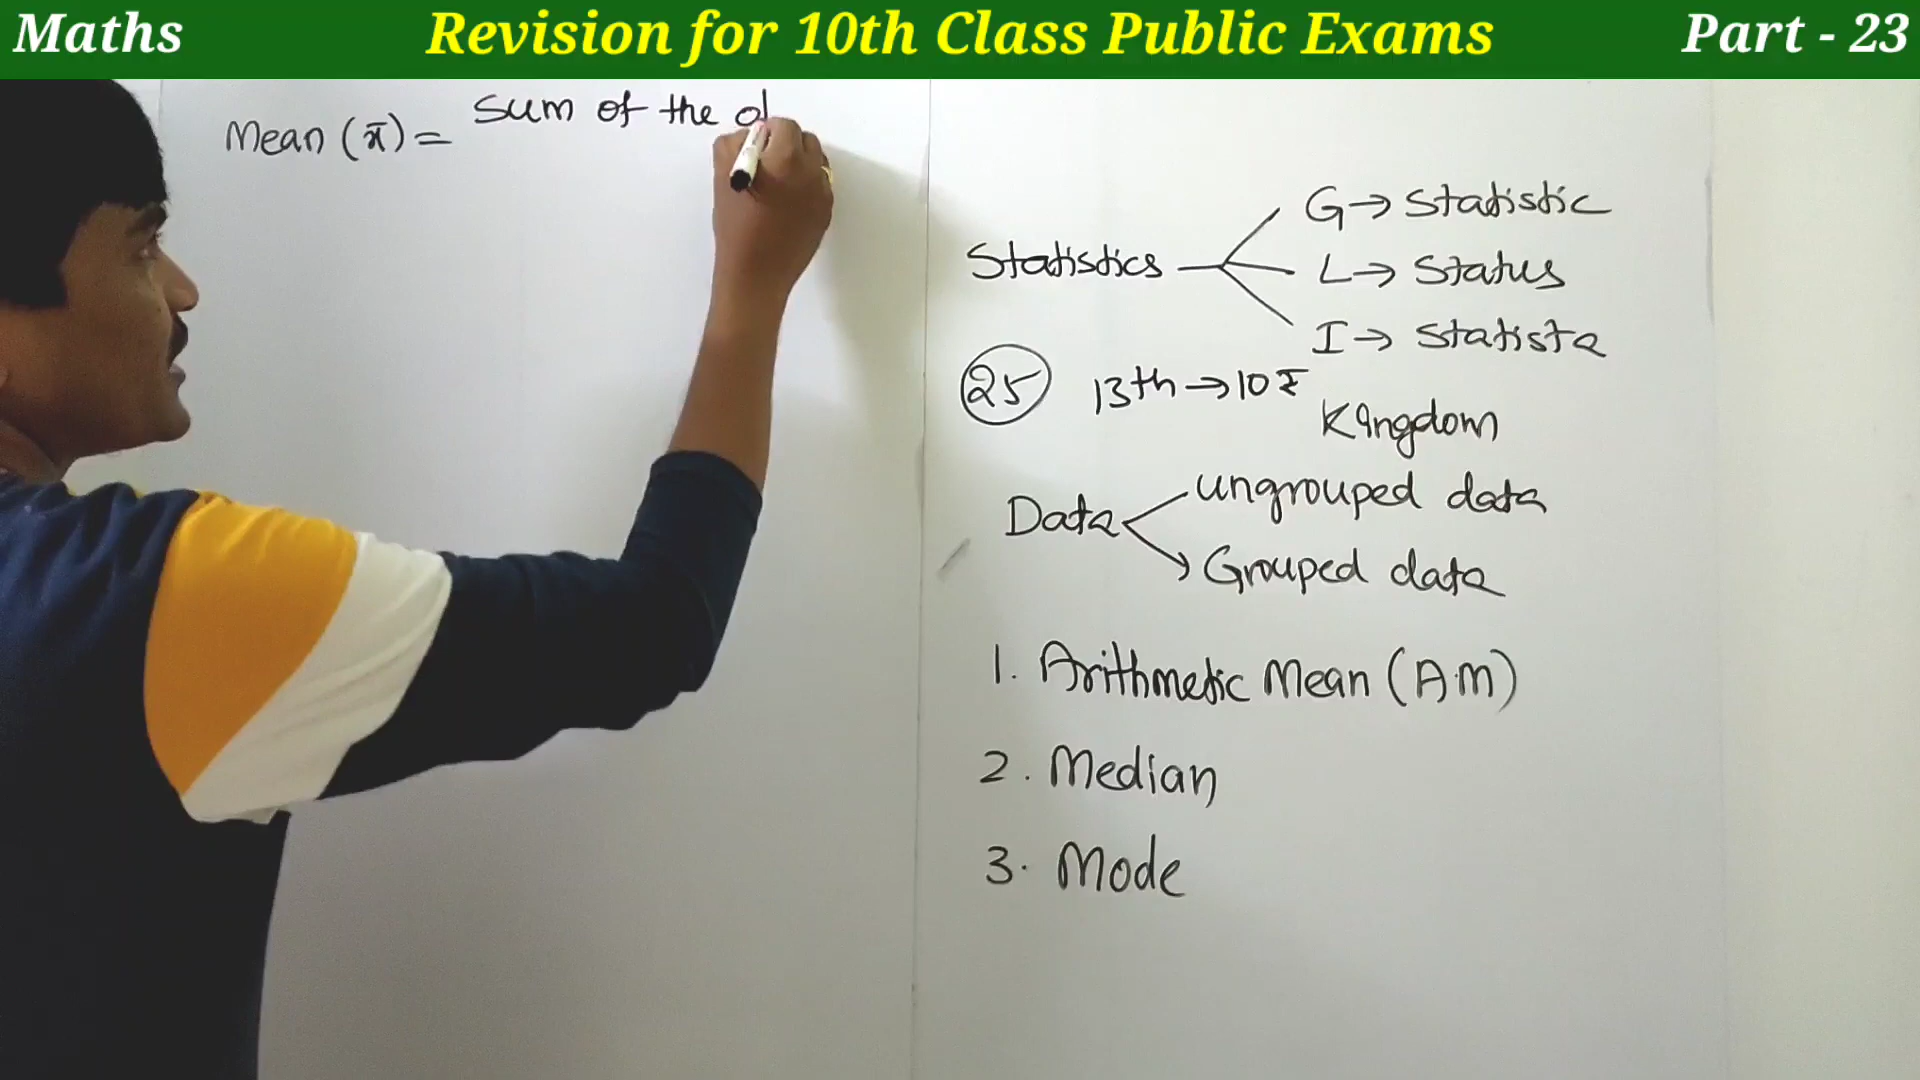 Maths Revision for 10th Class Public Exams Part - 23
Mean (x̄) = Sum of the
Statistics
G → Statistic
L → Status
I → Statista
25 13th → 10 ₹
Kingdom
Data
ungrouped data
Grouped data
1. Arithmetic Mean (A.M)
2. Median
3. Mode